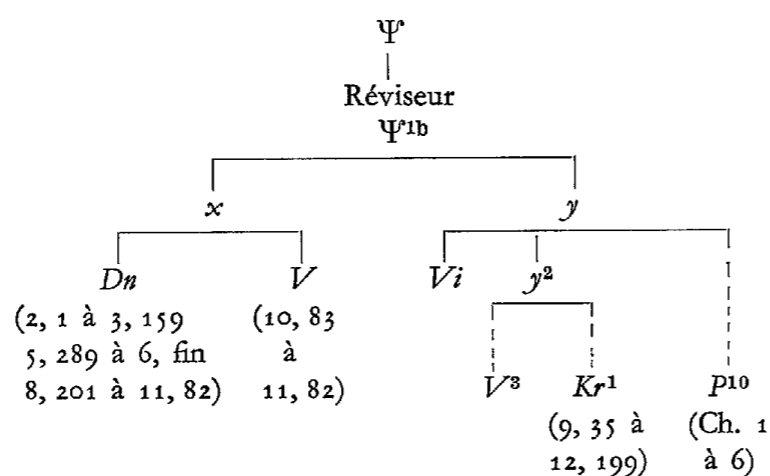 Ψ
Réviseur
Ψ¹ᵇ
x y
Dn V Vi y²
(2, 1 à 3, 159 (10, 83
5, 289 à 6, fin à
8, 201 à 11, 82) 11, 82)
V³ Kr¹ P¹⁰
(9, 35 à (Ch. 1
12, 199) à 6)